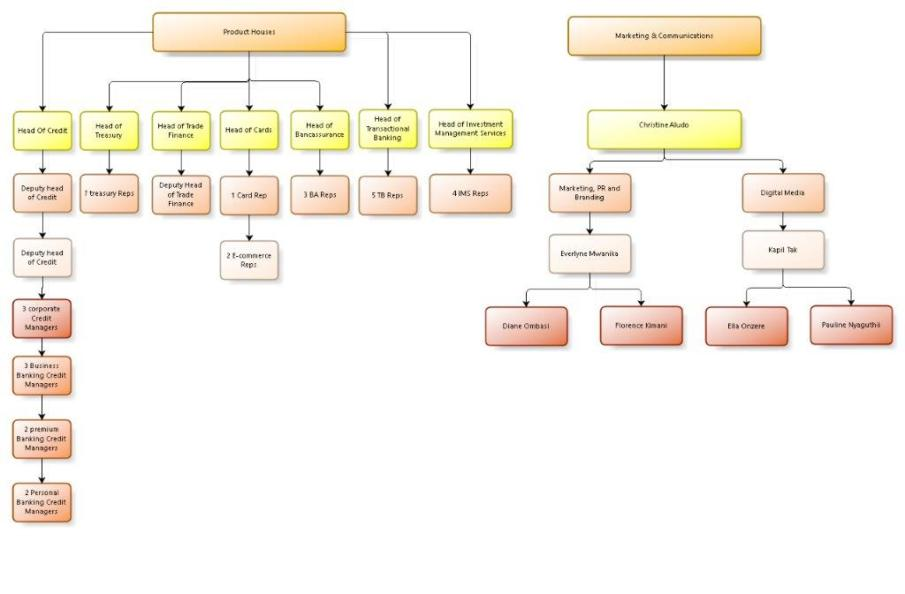 Product Houses
Marketing & Communications
Head Of Credit
Head of
Treasury
Head of Trade
Finance
Head of Cards
Head of
Bancassurance
Head of
Transactional
Banking
Head of Investment
Management Services
Christine Aludo
Deputy head
of Credit
treasury Reps
Deputy Head
of Trade
Finance
1 Card Rep
3 BA Reps
5 TB Reps
4 IMS Reps
Marketing, PR and
Branding
Digital Media
Deputy head
of Credit
2 E-commerce
Reps
Everlyne Mwanika
Kapil Tak
3 corporate
Credit
Managers
Diane Ombasi
Florence Kimani
Ella Onzere
Pauline Nyaguthii
3 Business
Banking Credit
Managers
2 premium
Banking Credit
Managers
2 Personal
Banking Credit
Managers